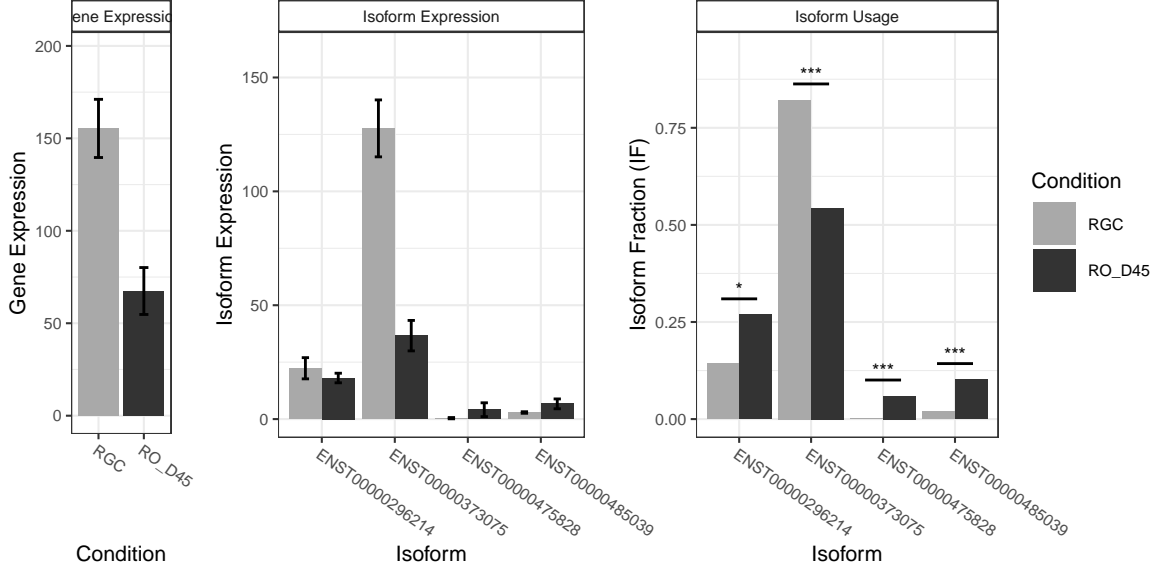 ene Expressio
Gene Expression
200
150
100
50
0
RGC
RO_D45
Condition
Isoform Expression
Isoform Expression
150
100
50
0
ENST00000296214
ENST00000373075
ENST00000475828
ENST00000485039
Isoform
Isoform Usage
Isoform Fraction (IF)
0.75
0.50
0.25
0.00
*
***
***
***
ENST00000296214
ENST00000373075
ENST00000475828
ENST00000485039
Isoform
Condition
RGC
RO_D45